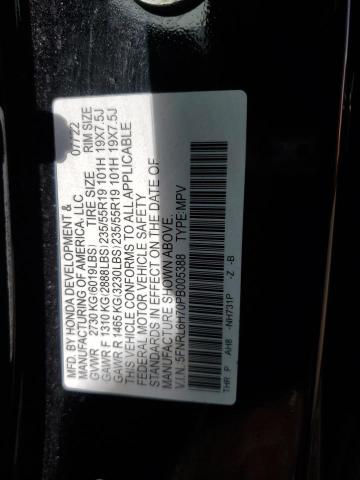 MFD. BY HONDA DEVELOPMENT & 07/22
MANUFACTURING OF AMERICA, LLC
GVWR 2730 KG(6019LBS) TIRE SIZE RIM SIZE
GAWR F 1310 KG(2888LBS)235/55R19 101H 19X7.5J
GAWR R 1465 KG(3230LBS)235/55R19 101H 19X7.5J
THIS VEHICLE CONFORMS TO ALL APPLICABLE
FEDERAL MOTOR VEHICLE SAFETY
STANDARDS IN EFFECT ON THE DATE OF
MANUFACTURE SHOWN ABOVE.
V.I.N. 5FNRL6H70PB005388 TYPE-MPV
THR P AH8 -NH731P -Z -B